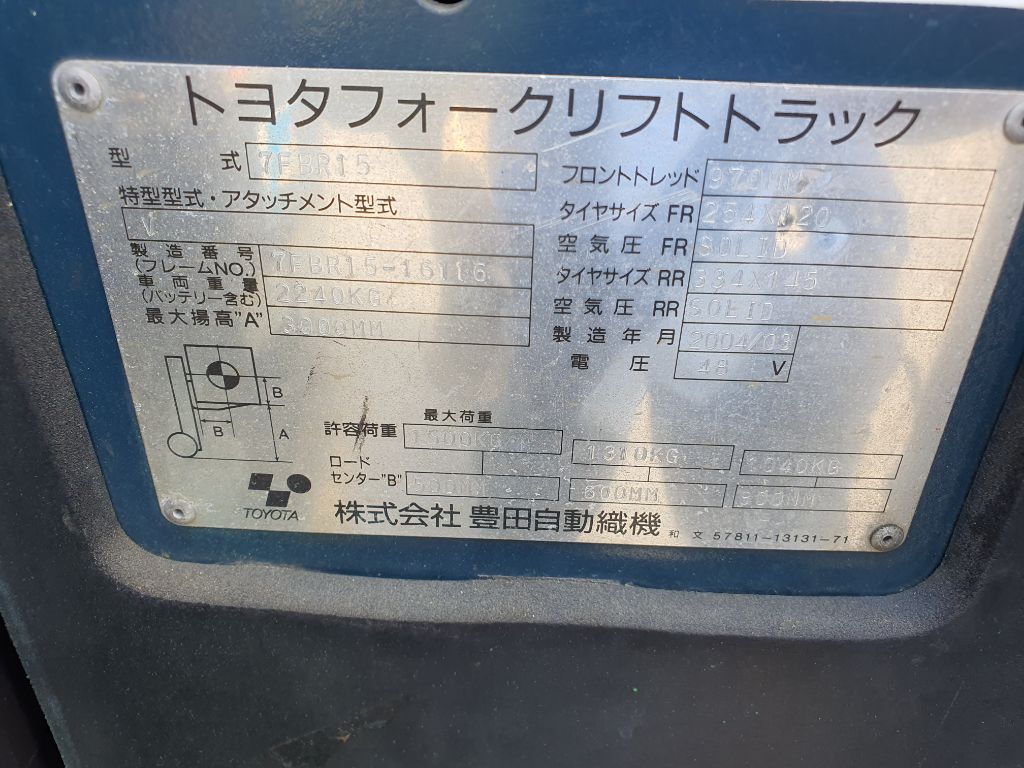 トヨタフォークリフトトラック
型 式 7FBR15
特型型式・アタッチメント型式
V
製造番号
(フレームNO.) 7FBR15-16116
車両重量
(バッテリー含む) 2240KG
最大揚高"A" 3000MM
フロントトレッド 970MM
タイヤサイズ FR 254X120
空気圧 FR SOLID
タイヤサイズ RR 334X145
空気圧 RR SOLID
製造年月 2004/03
電圧 48 V
B
B
A
最大荷重
許容荷重 1500KG 1310KG
ロード
センター"B" 600MM
TOYOTA
株式会社 豊田自動織機 和文 57811-13131-71